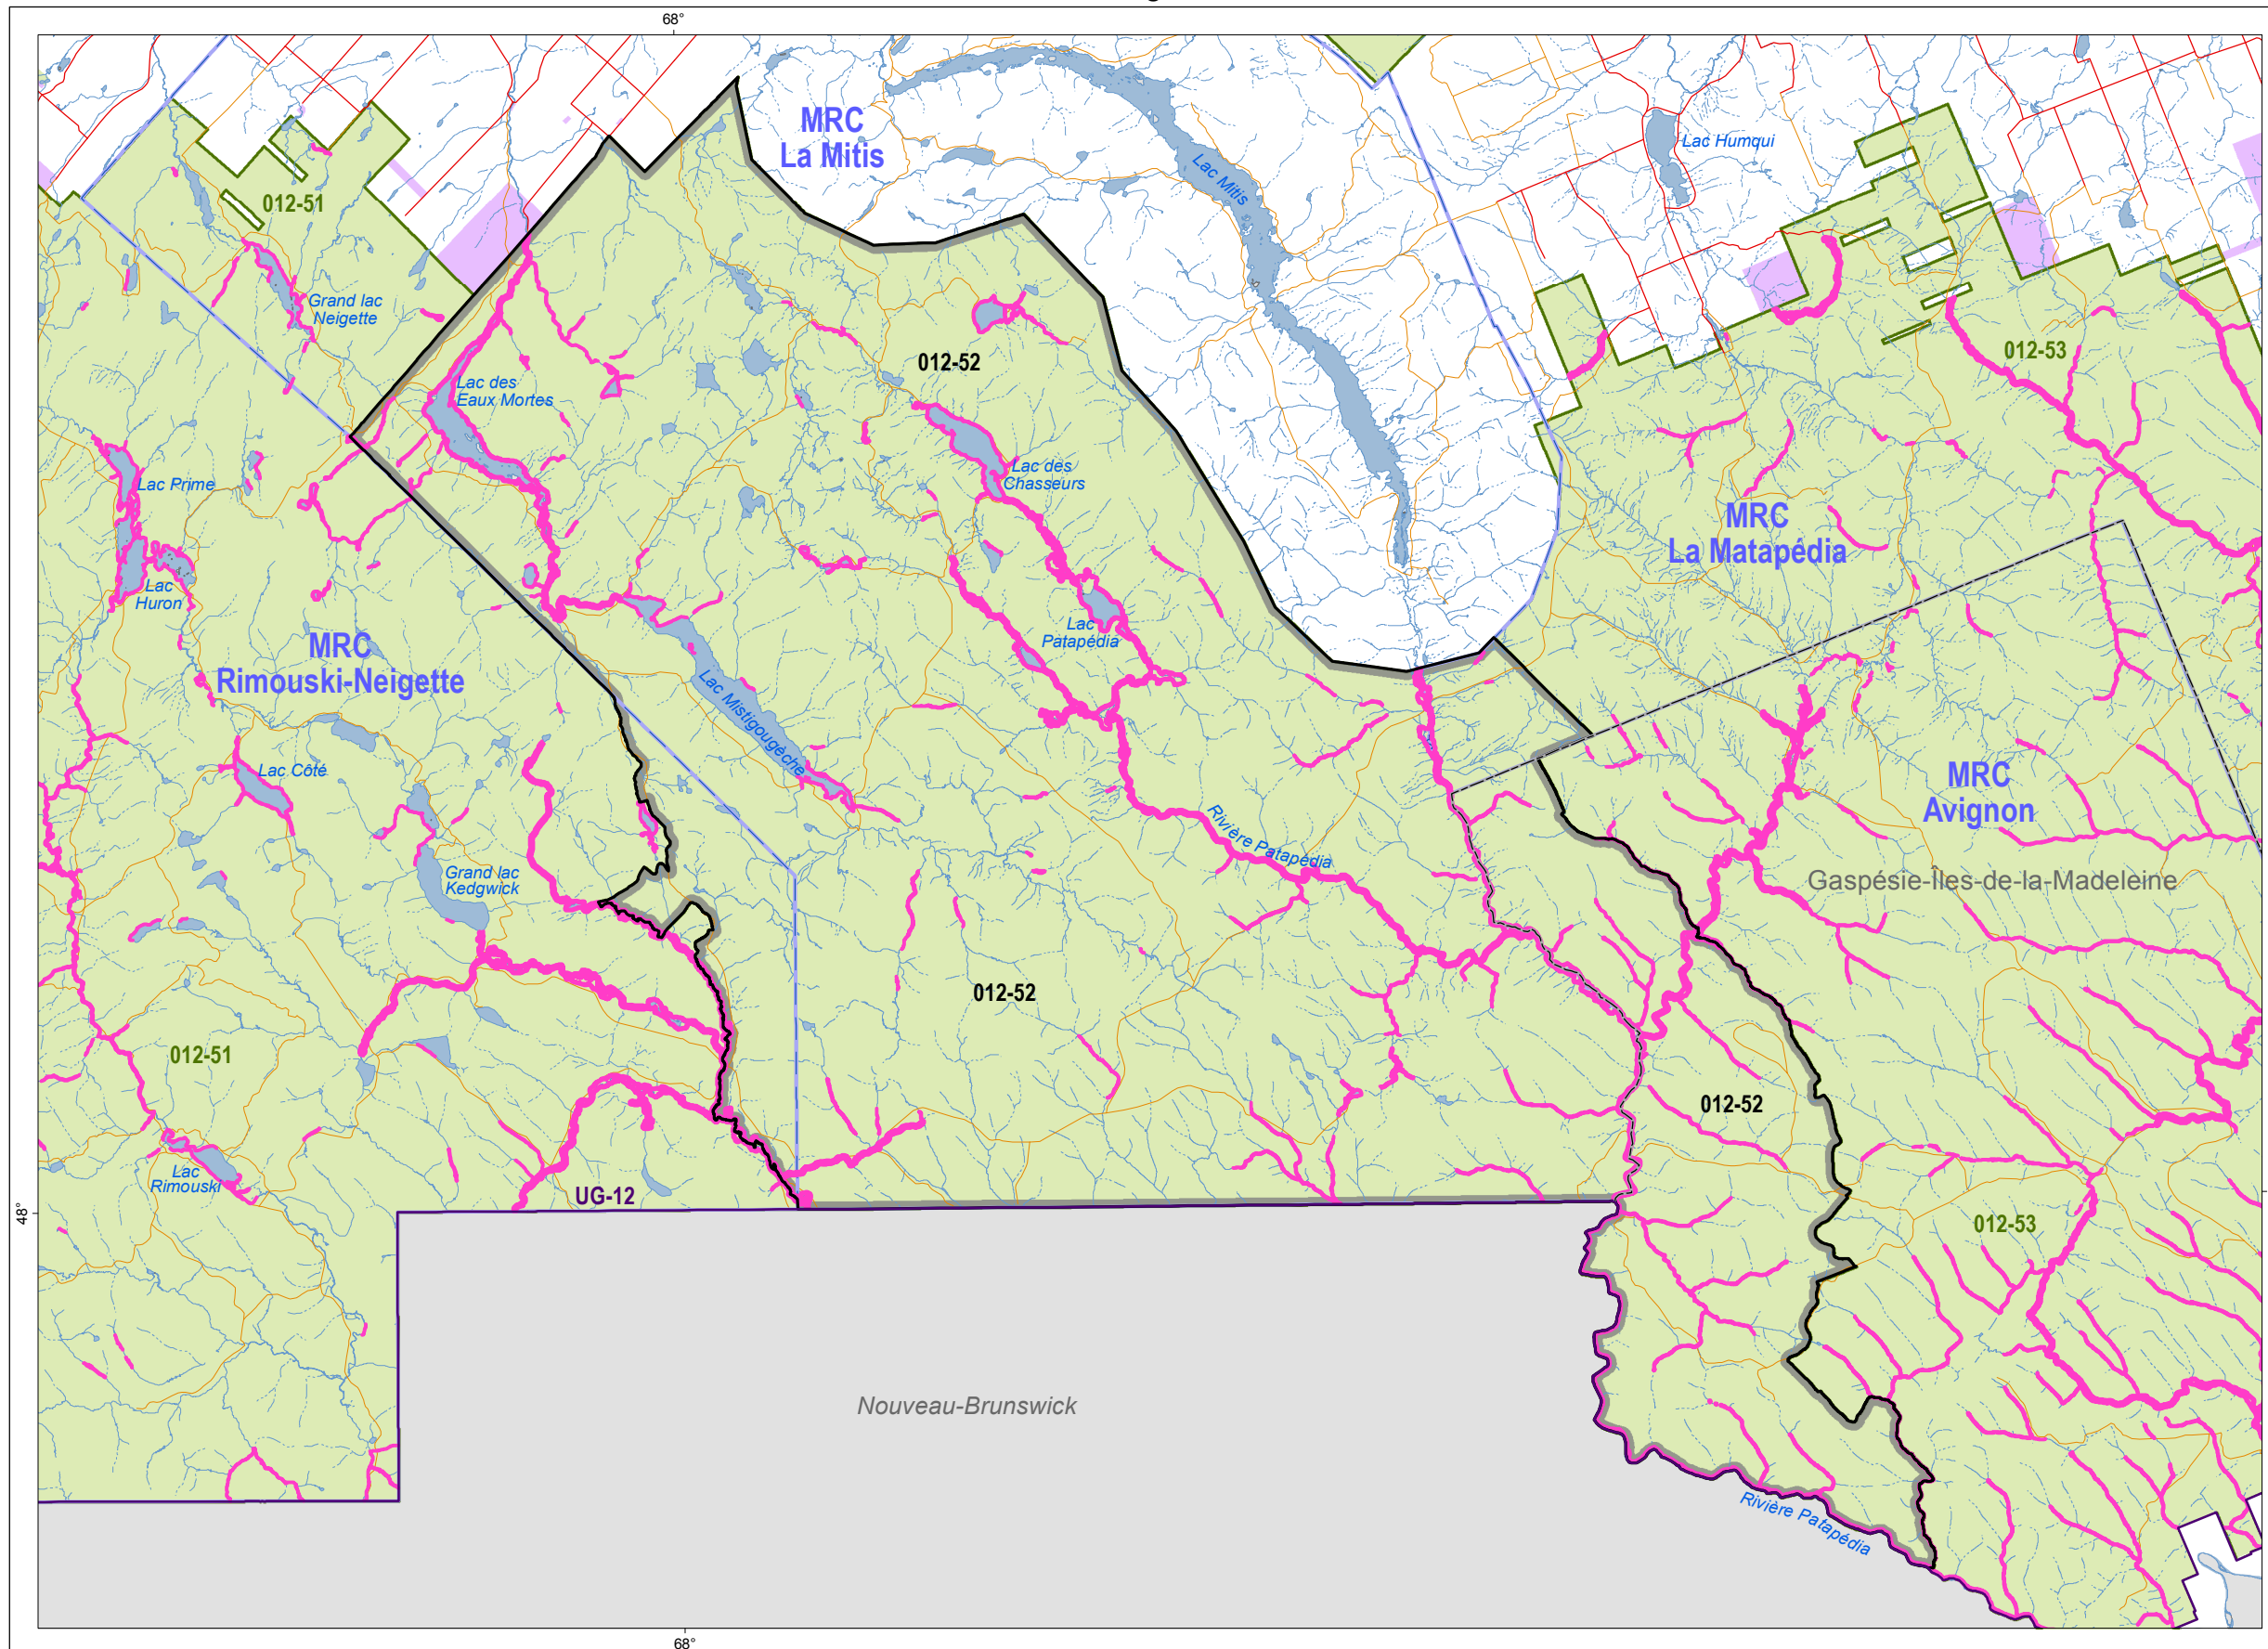 68°
MRC
La Mitis
Lac Mitis
Lac Humqui
012-51
Grand lac
Neigette
012-52
012-53
Lac des
Eaux Mortes
Lac Prime
Lac des
Chasseurs
MRC
La Matapédia
Lac
Huron
Lac
Patapédia
MRC
Rimouski-Neigette
Lac Mistigougèche
Lac Côté
MRC
Avignon
Rivière Patapédia
Grand lac
Kedgwick
Gaspésie-Îles-de-la-Madeleine
012-52
012-51
012-52
Lac
Rimouski
UG-12
48°
012-53
Nouveau-Brunswick
Rivière Patapédia
68°